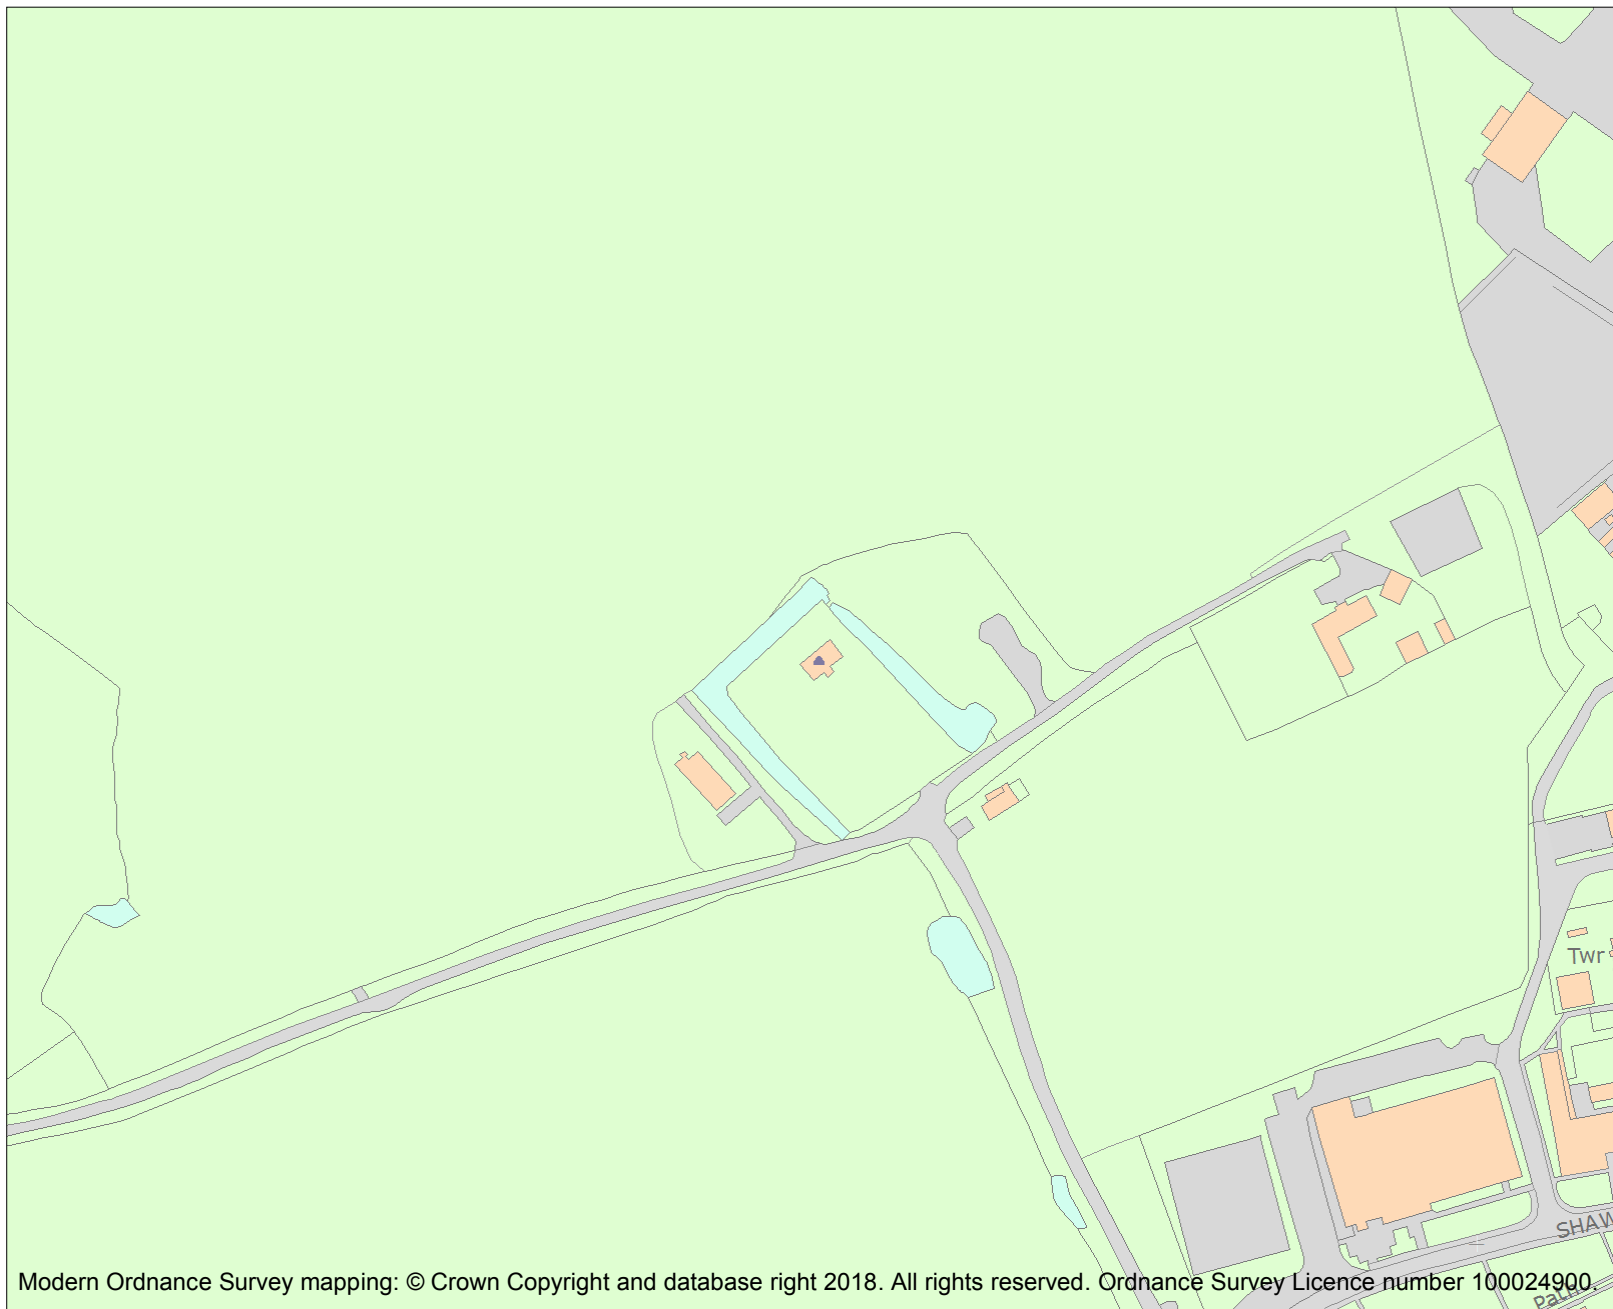 Twr
SHAW
Modern Ordnance Survey mapping: © Crown Copyright and database right 2018. All rights reserved. Ordnance Survey Licence number 100024900.
Path